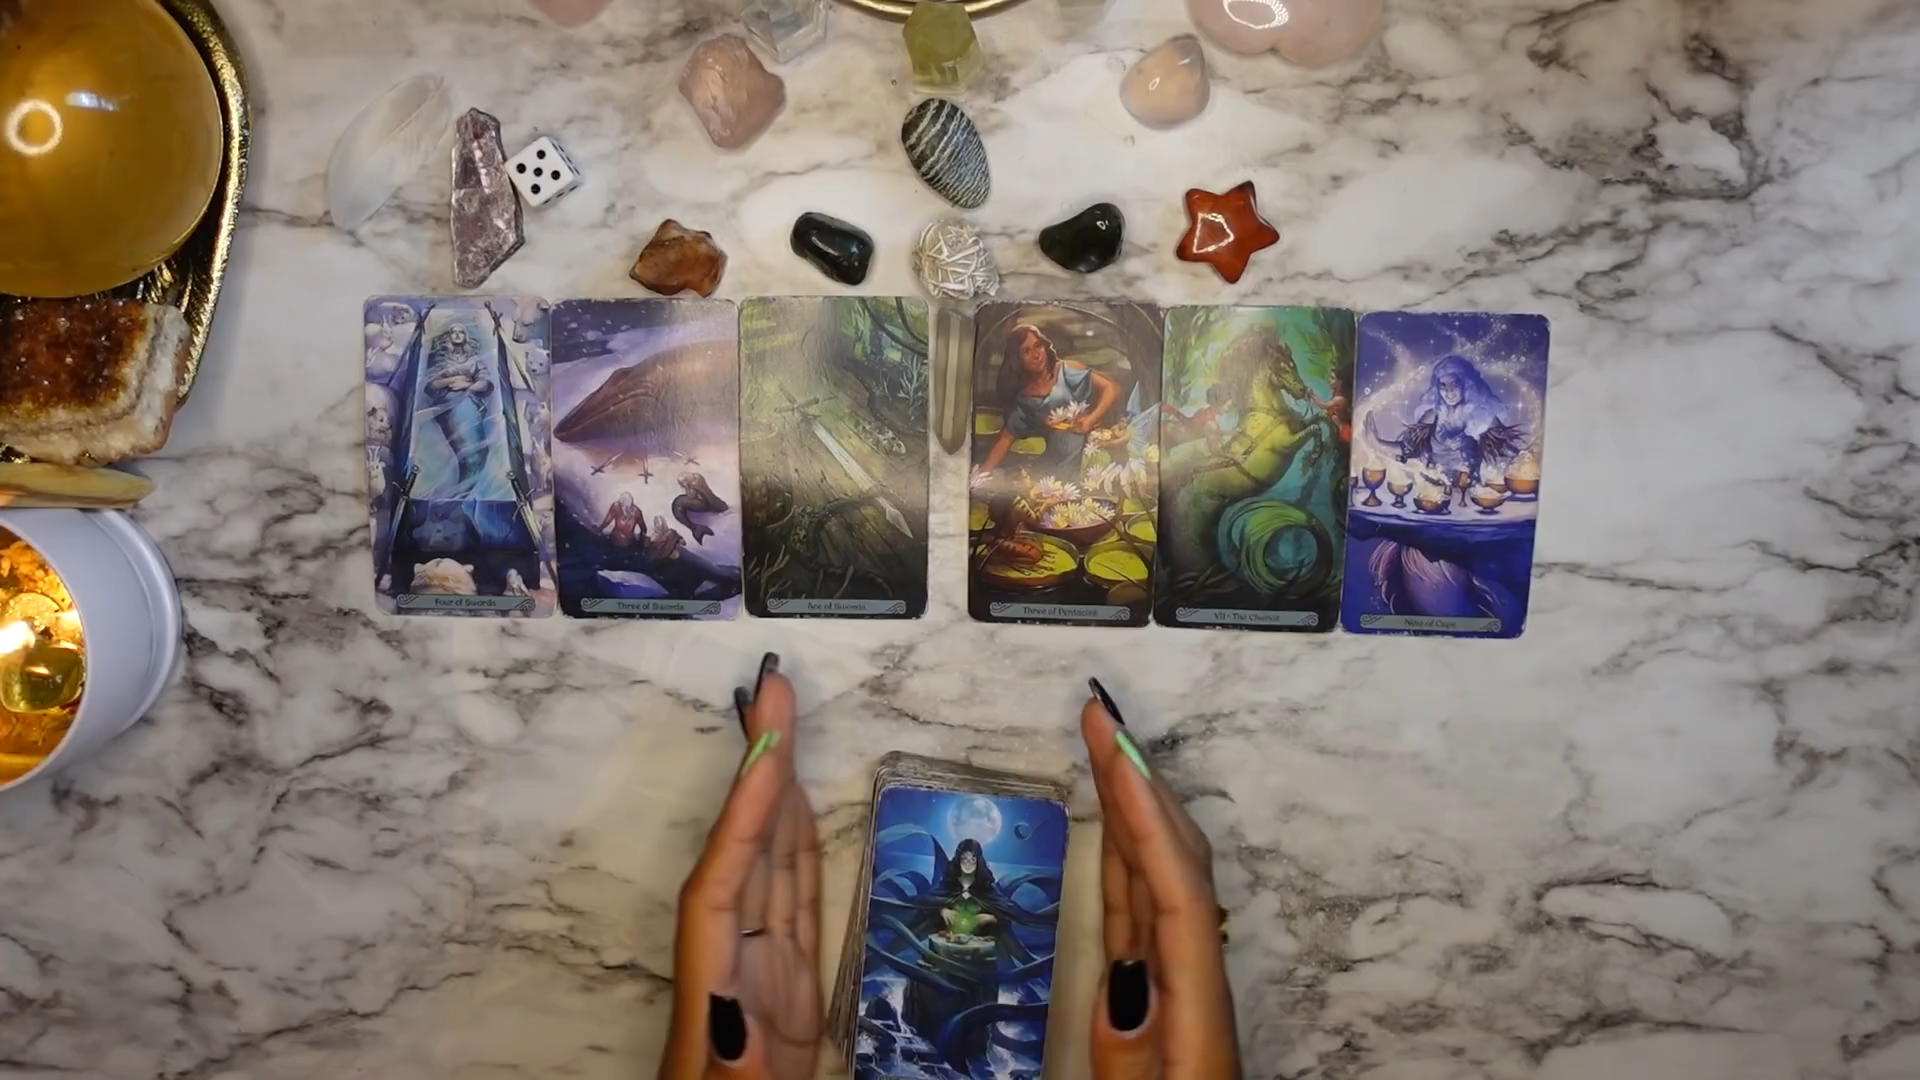 Four of Swords
Three of Swords
Ace of Swords
Three of Pentacles
VII - The Chariot
Nine of Cups